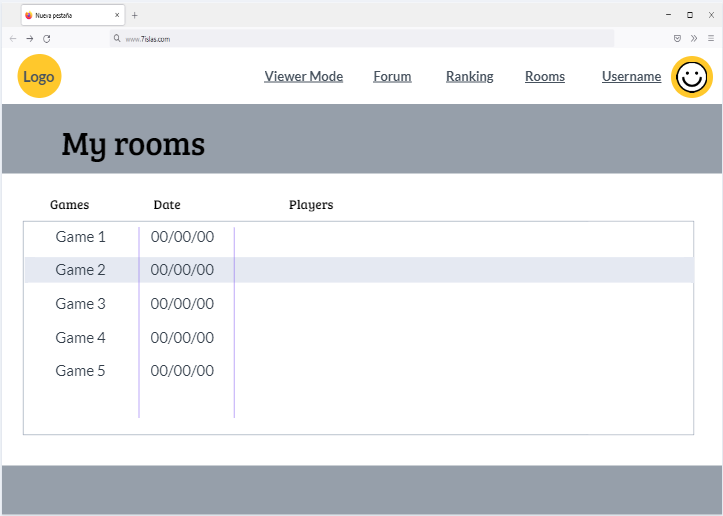 Nueva pestaña
www.7islas.com
Logo
Viewer Mode Forum Ranking Rooms Username
My rooms
Games Date Players
Game 1 00/00/00
Game 2 00/00/00
Game 3 00/00/00
Game 4 00/00/00
Game 5 00/00/00